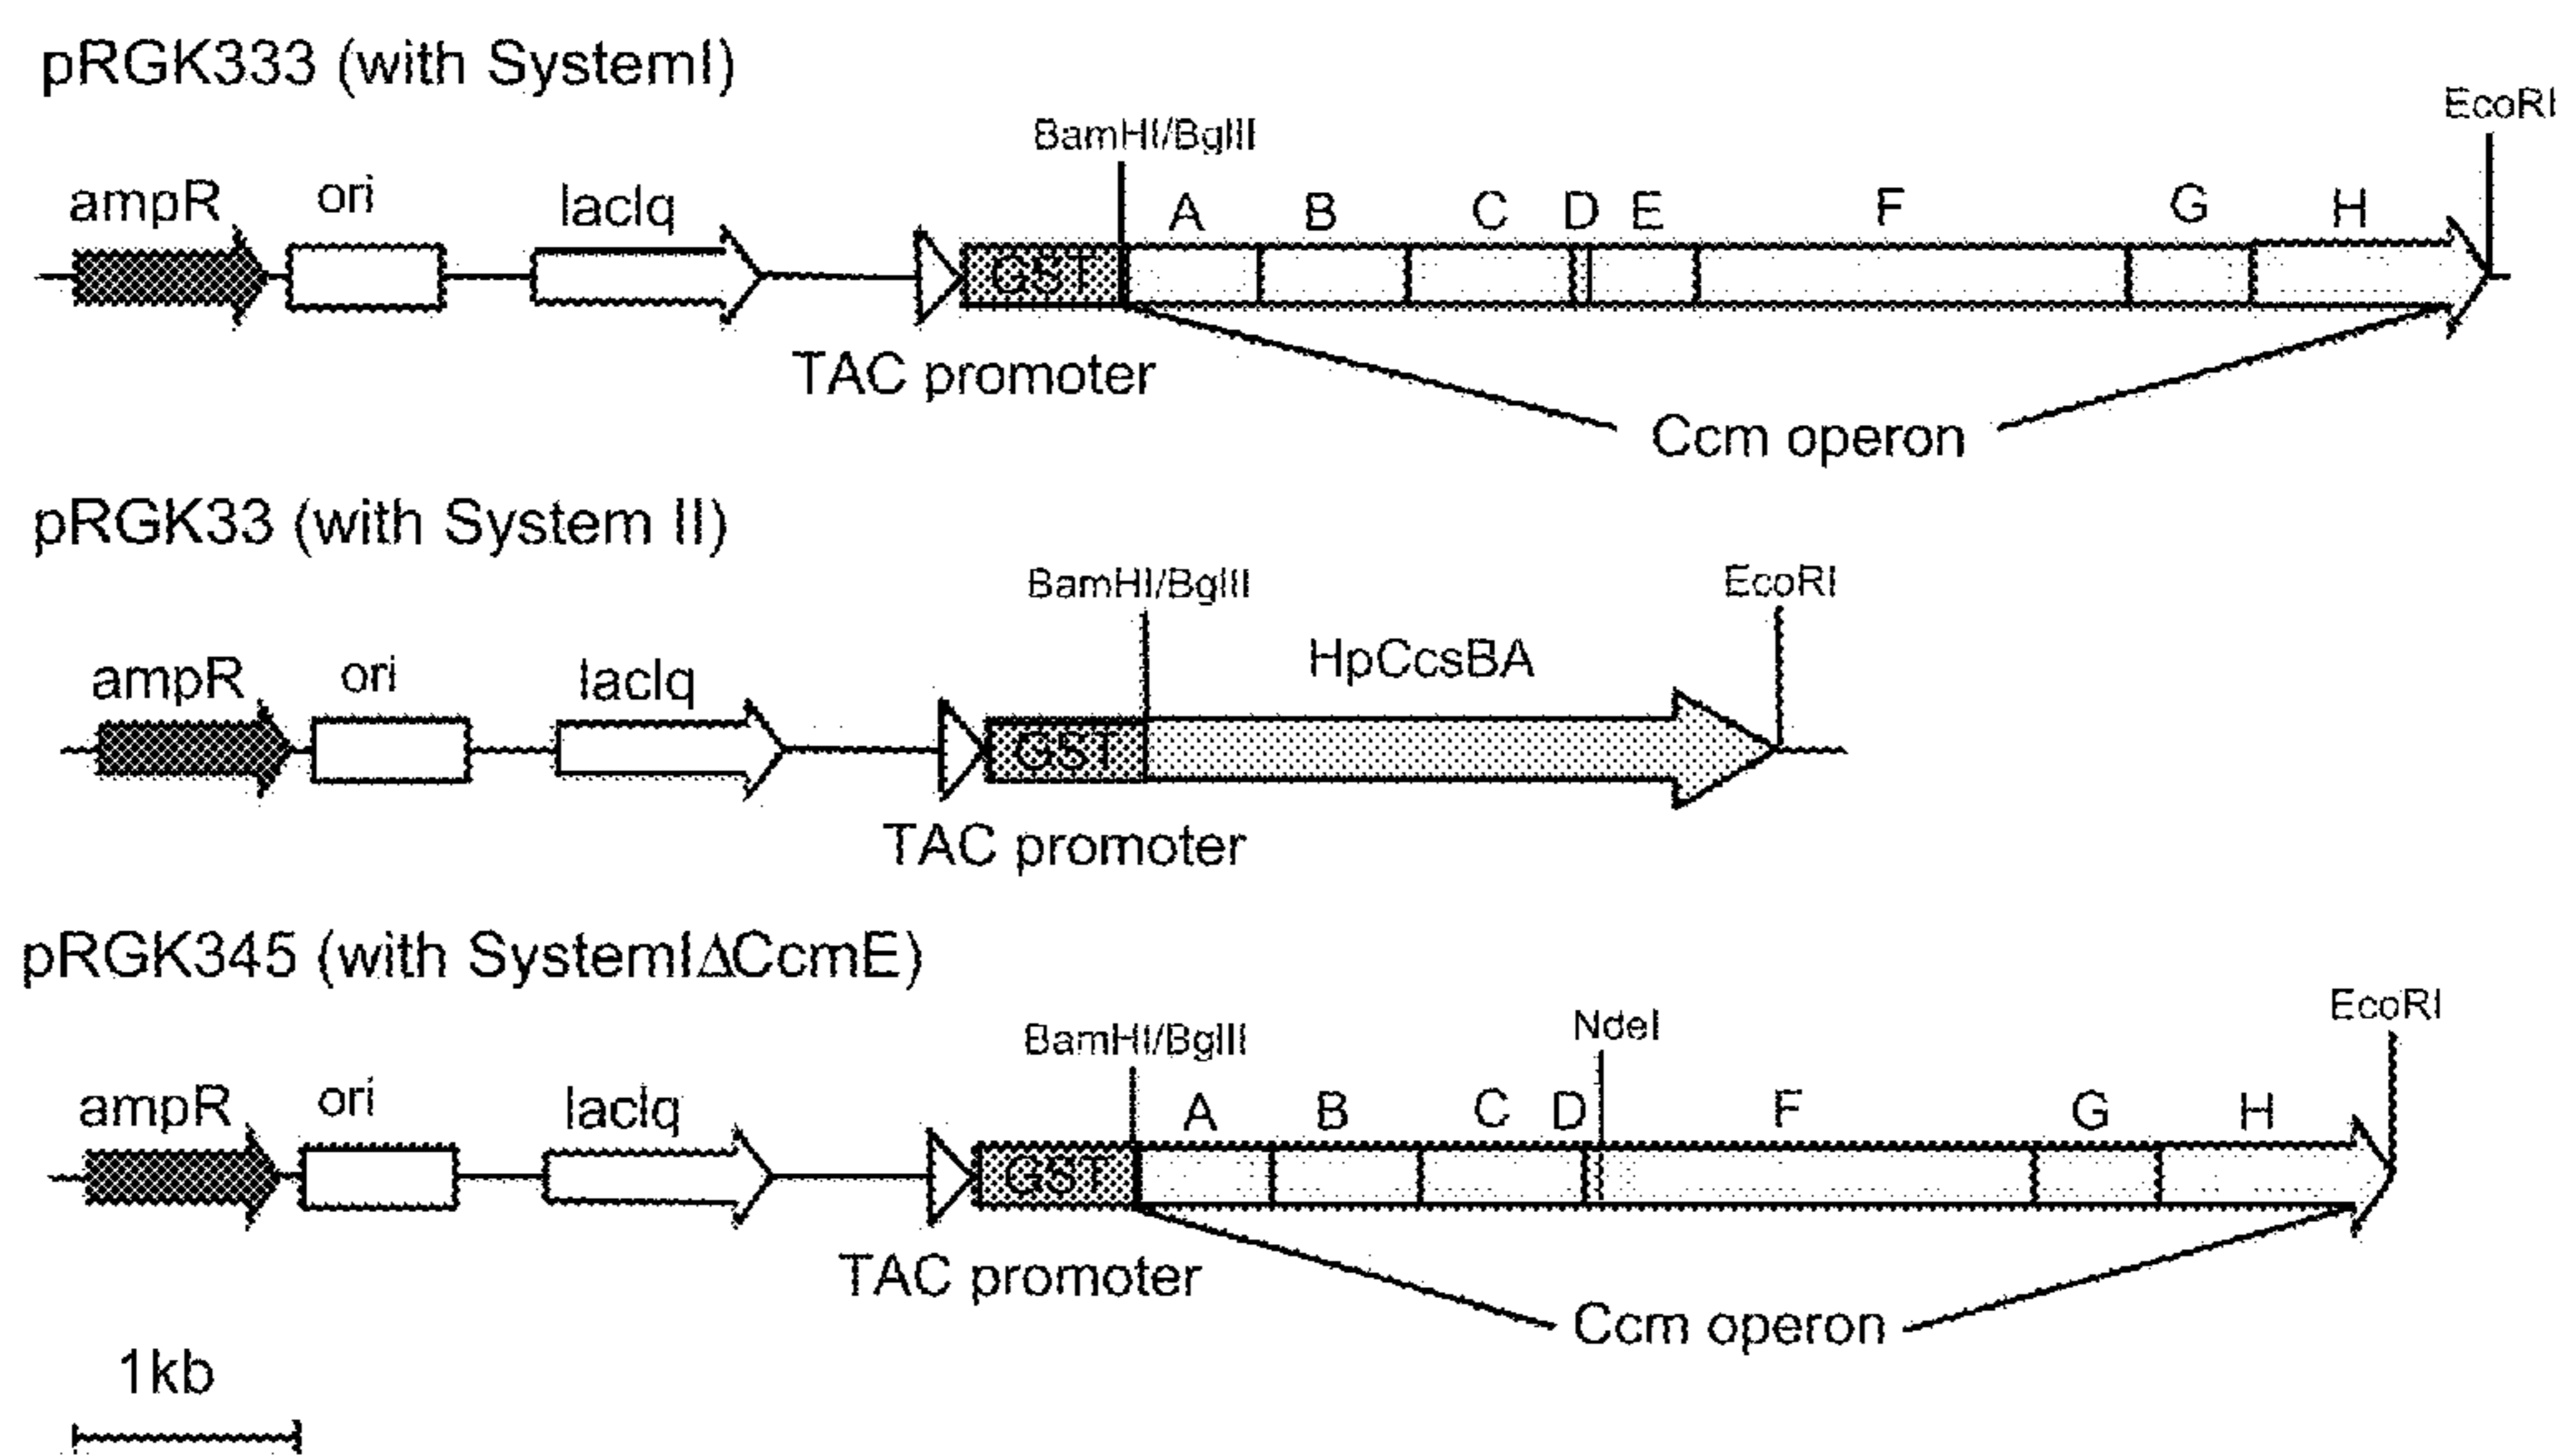 pRGK333 (with SystemI)
EcoRI
BamHI/BglII
ampR ori lacIq A B C D E F G H
GST
TAC promoter
Ccm operon
pRGK33 (with System II)
BamHI/BglII EcoRI
ampR ori lacIq HpCcsBA
GST
TAC promoter
pRGK345 (with SystemIΔCcmE)
BamHI/BglII NdeI EcoRI
ampR ori lacIq A B C D F G H
GST
TAC promoter
Ccm operon
1kb